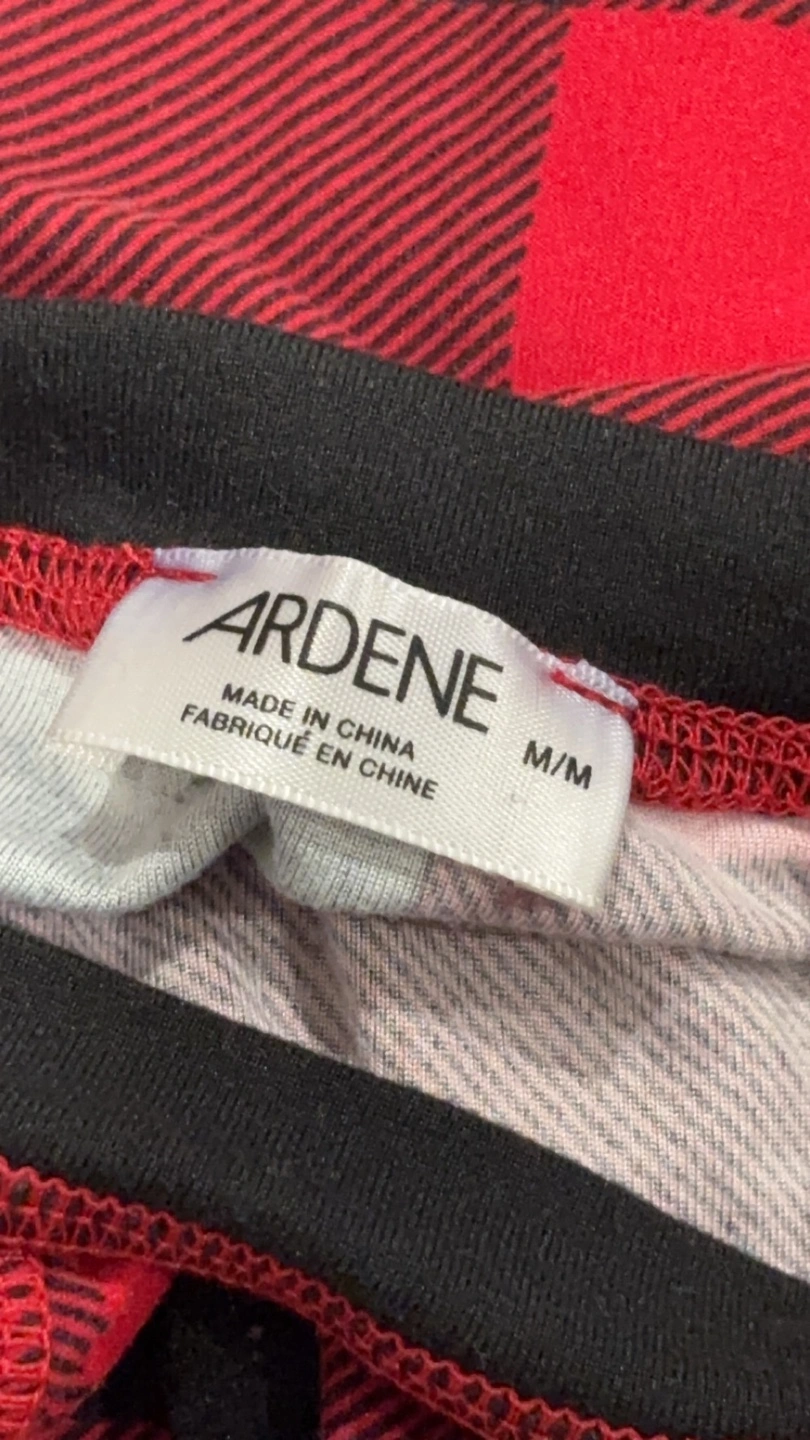 ARDENE
MADE IN CHINA
FABRIQUÉ EN CHINE
M/M